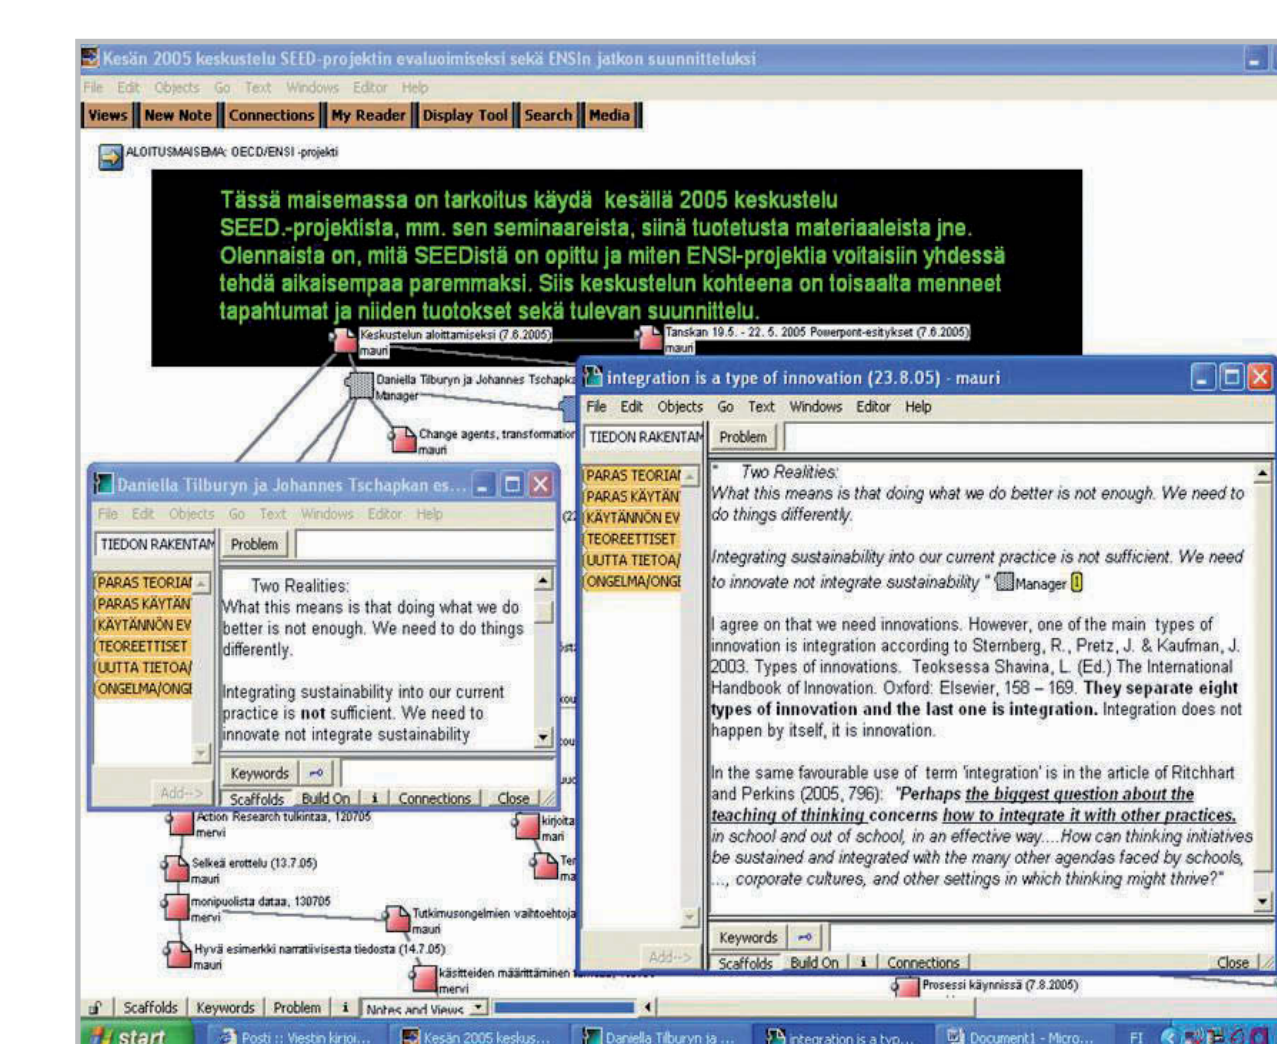 Kesän 2005 keskustelu SEED-projektin evaluoimiseksi sekä ENSIn jatkon suunnitteluksi
File Edit Objects Go Text Windows Editor Help
Views New Note Connections My Reader Display Tool Search Media
ALOITUSMAISEMA: OECD/ENSI -projekti
Tässä maisemassa on tarkoitus käydä kesällä 2005 keskustelu
SEED.-projektista, mm. sen seminaareista, siinä tuotetusta materiaaleista jne.
Olennaista on, mitä SEEDistä on opittu ja miten ENSI-projektia voitaisiin yhdessä
tehdä aikaisempaa paremmaksi. Siis keskustelun kohteena on toisaalta menneet
tapahtumat ja niiden tuotokset sekä tulevan suunnittelu.
Keskustelun aloittamiseksi (7.6.2005)
mauri
Tanskan 19.5. - 22. 5. 2005 Powerpont-esitykset (7.6.2005)
mauri
Daniella Tilburyn ja Johannes Tschapka
Manager
Change agents, transformation
mauri
Daniella Tilburyn ja Johannes Tschapkan es...
File Edit Objects Go Text Windows Editor Help
TIEDON RAKENTAM
Problem
(PARAS TEORIA
(PARAS KÄYTÄN
(KÄYTÄNNÖN EV
(TEOREETTISET
(UUTTA TIETOA/
(ONGELMA/ONGE
Two Realities:
What this means is that doing what we do
better is not enough. We need to do things
differently.
Integrating sustainability into our current
practice is not sufficient. We need to
innovate not integrate sustainability
Keywords
Add-->
Scaffolds Build On i Connections Close
integration is a type of innovation (23.8.05) - mauri
File Edit Objects Go Text Windows Editor Help
TIEDON RAKENTAM
Problem
(PARAS TEORIA
(PARAS KÄYTÄN
(KÄYTÄNNÖN EV
(TEOREETTISET
(UUTTA TIETOA/
(ONGELMA/ONGE
" Two Realities:
What this means is that doing what we do better is not enough. We need to
do things differently.
Integrating sustainability into our current practice is not sufficient. We need
to innovate not integrate sustainability " Manager
I agree on that we need innovations. However, one of the main types of
innovation is integration according to Sternberg, R., Pretz, J. & Kaufman, J.
2003. Types of innovations. Teoksessa Shavina, L. (Ed.) The International
Handbook of Innovation. Oxford: Elsevier, 158 – 169. They separate eight
types of innovation and the last one is integration. Integration does not
happen by itself, it is innovation.
In the same favourable use of term 'integration' is in the article of Ritchhart
and Perkins (2005, 796): "Perhaps the biggest question about the
teaching of thinking concerns how to integrate it with other practices,
in school and out of school, in an effective way....How can thinking initiatives
be sustained and integrated with the many other agendas faced by schools,
..., corporate cultures, and other settings in which thinking might thrive?"
Keywords
Add-->
Scaffolds Build On i Connections Close
Action Research tulkintaa, 120705
mervi
kirjoita
mari
Selkeä erottelu (13.7.05)
mauri
monipuolista dataa, 130705
mervi
Tutkimusongelmien vaihtoehtoja
mauri
Hyvä esimerkki narratiivisesta tiedosta (14.7.05)
mauri
käsitteiden määrittäminen
mervi
Prosessi käynnissä (7.8.2005)
Scaffolds Keywords Problem i Notes and Views
start Posti :: Viestin kirjoi... Kesän 2005 keskus... Daniella Tilburyn ja ... integration is a typ... Document1 - Micro... FI